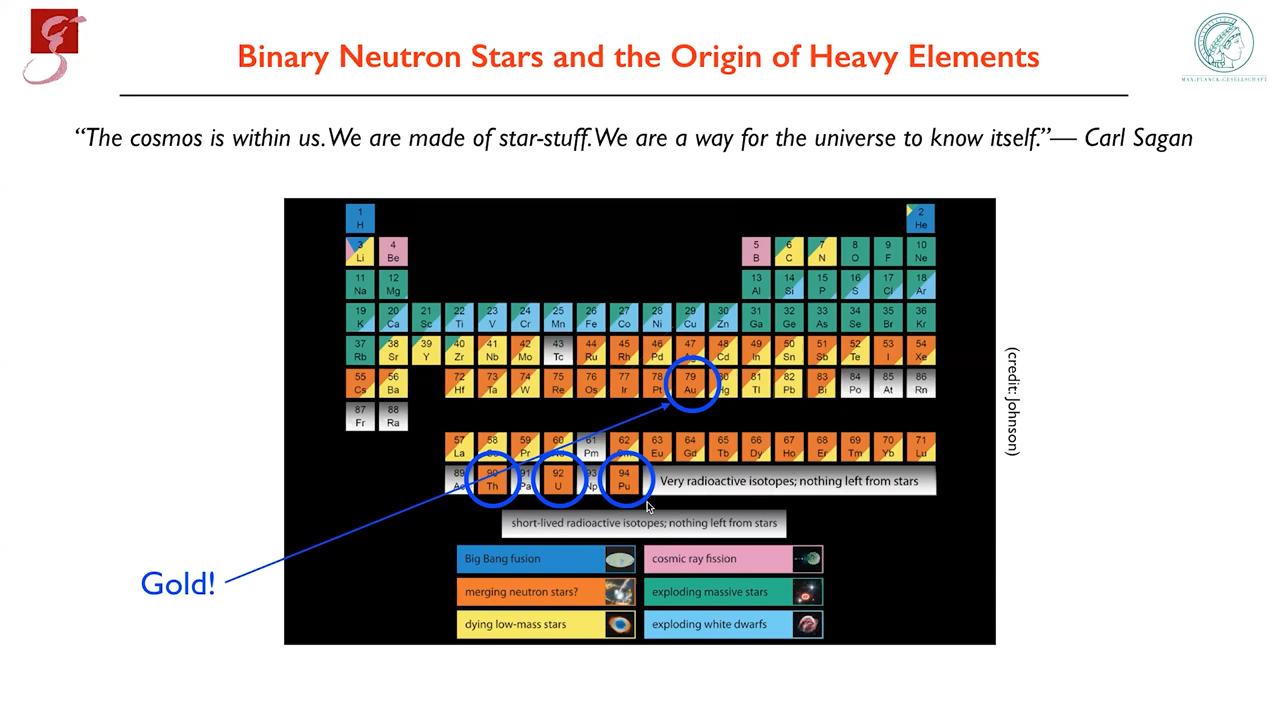 Binary Neutron Stars and the Origin of Heavy Elements
MAX-PLANCK-GESELLSCHAFT
“The cosmos is within us. We are made of star-stuff. We are a way for the universe to know itself.”— Carl Sagan
1 2
H He
3 4 5 6 7 8 9 10
Li Be B C N O F Ne
11 12 13 14 15 16 17 18
Na Mg Al Si P S Cl Ar
19 20 21 22 23 24 25 26 27 28 29 30 31 32 33 34 35 36
K Ca Sc Ti V Cr Mn Fe Co Ni Cu Zn Ga Ge As Se Br Kr
37 38 39 40 41 42 43 44 45 46 47 48 49 50 51 52 53 54
Rb Sr Y Zr Nb Mo Tc Ru Rh Pd Cd In Sn Sb Te I Xe
55 56 72 73 74 75 76 77 78 79 81 82 83 84 85 86
Cs Ba Hf Ta W Re Os Ir Pt Au Tl Pb Bi Po At Rn
87 88
Fr Ra
57 58 59 60 61 62 63 64 65 66 67 68 69 70 71
La Pr Pm Eu Gd Tb Dy Ho Er Tm Yb Lu
89 90 91 92 93 94
Th Pa U Np Pu Very radioactive isotopes; nothing left from stars
short-lived radioactive isotopes; nothing left from stars
Big Bang fusion cosmic ray fission
merging neutron stars? exploding massive stars
dying low-mass stars exploding white dwarfs
Gold!
(credit: Johnson)